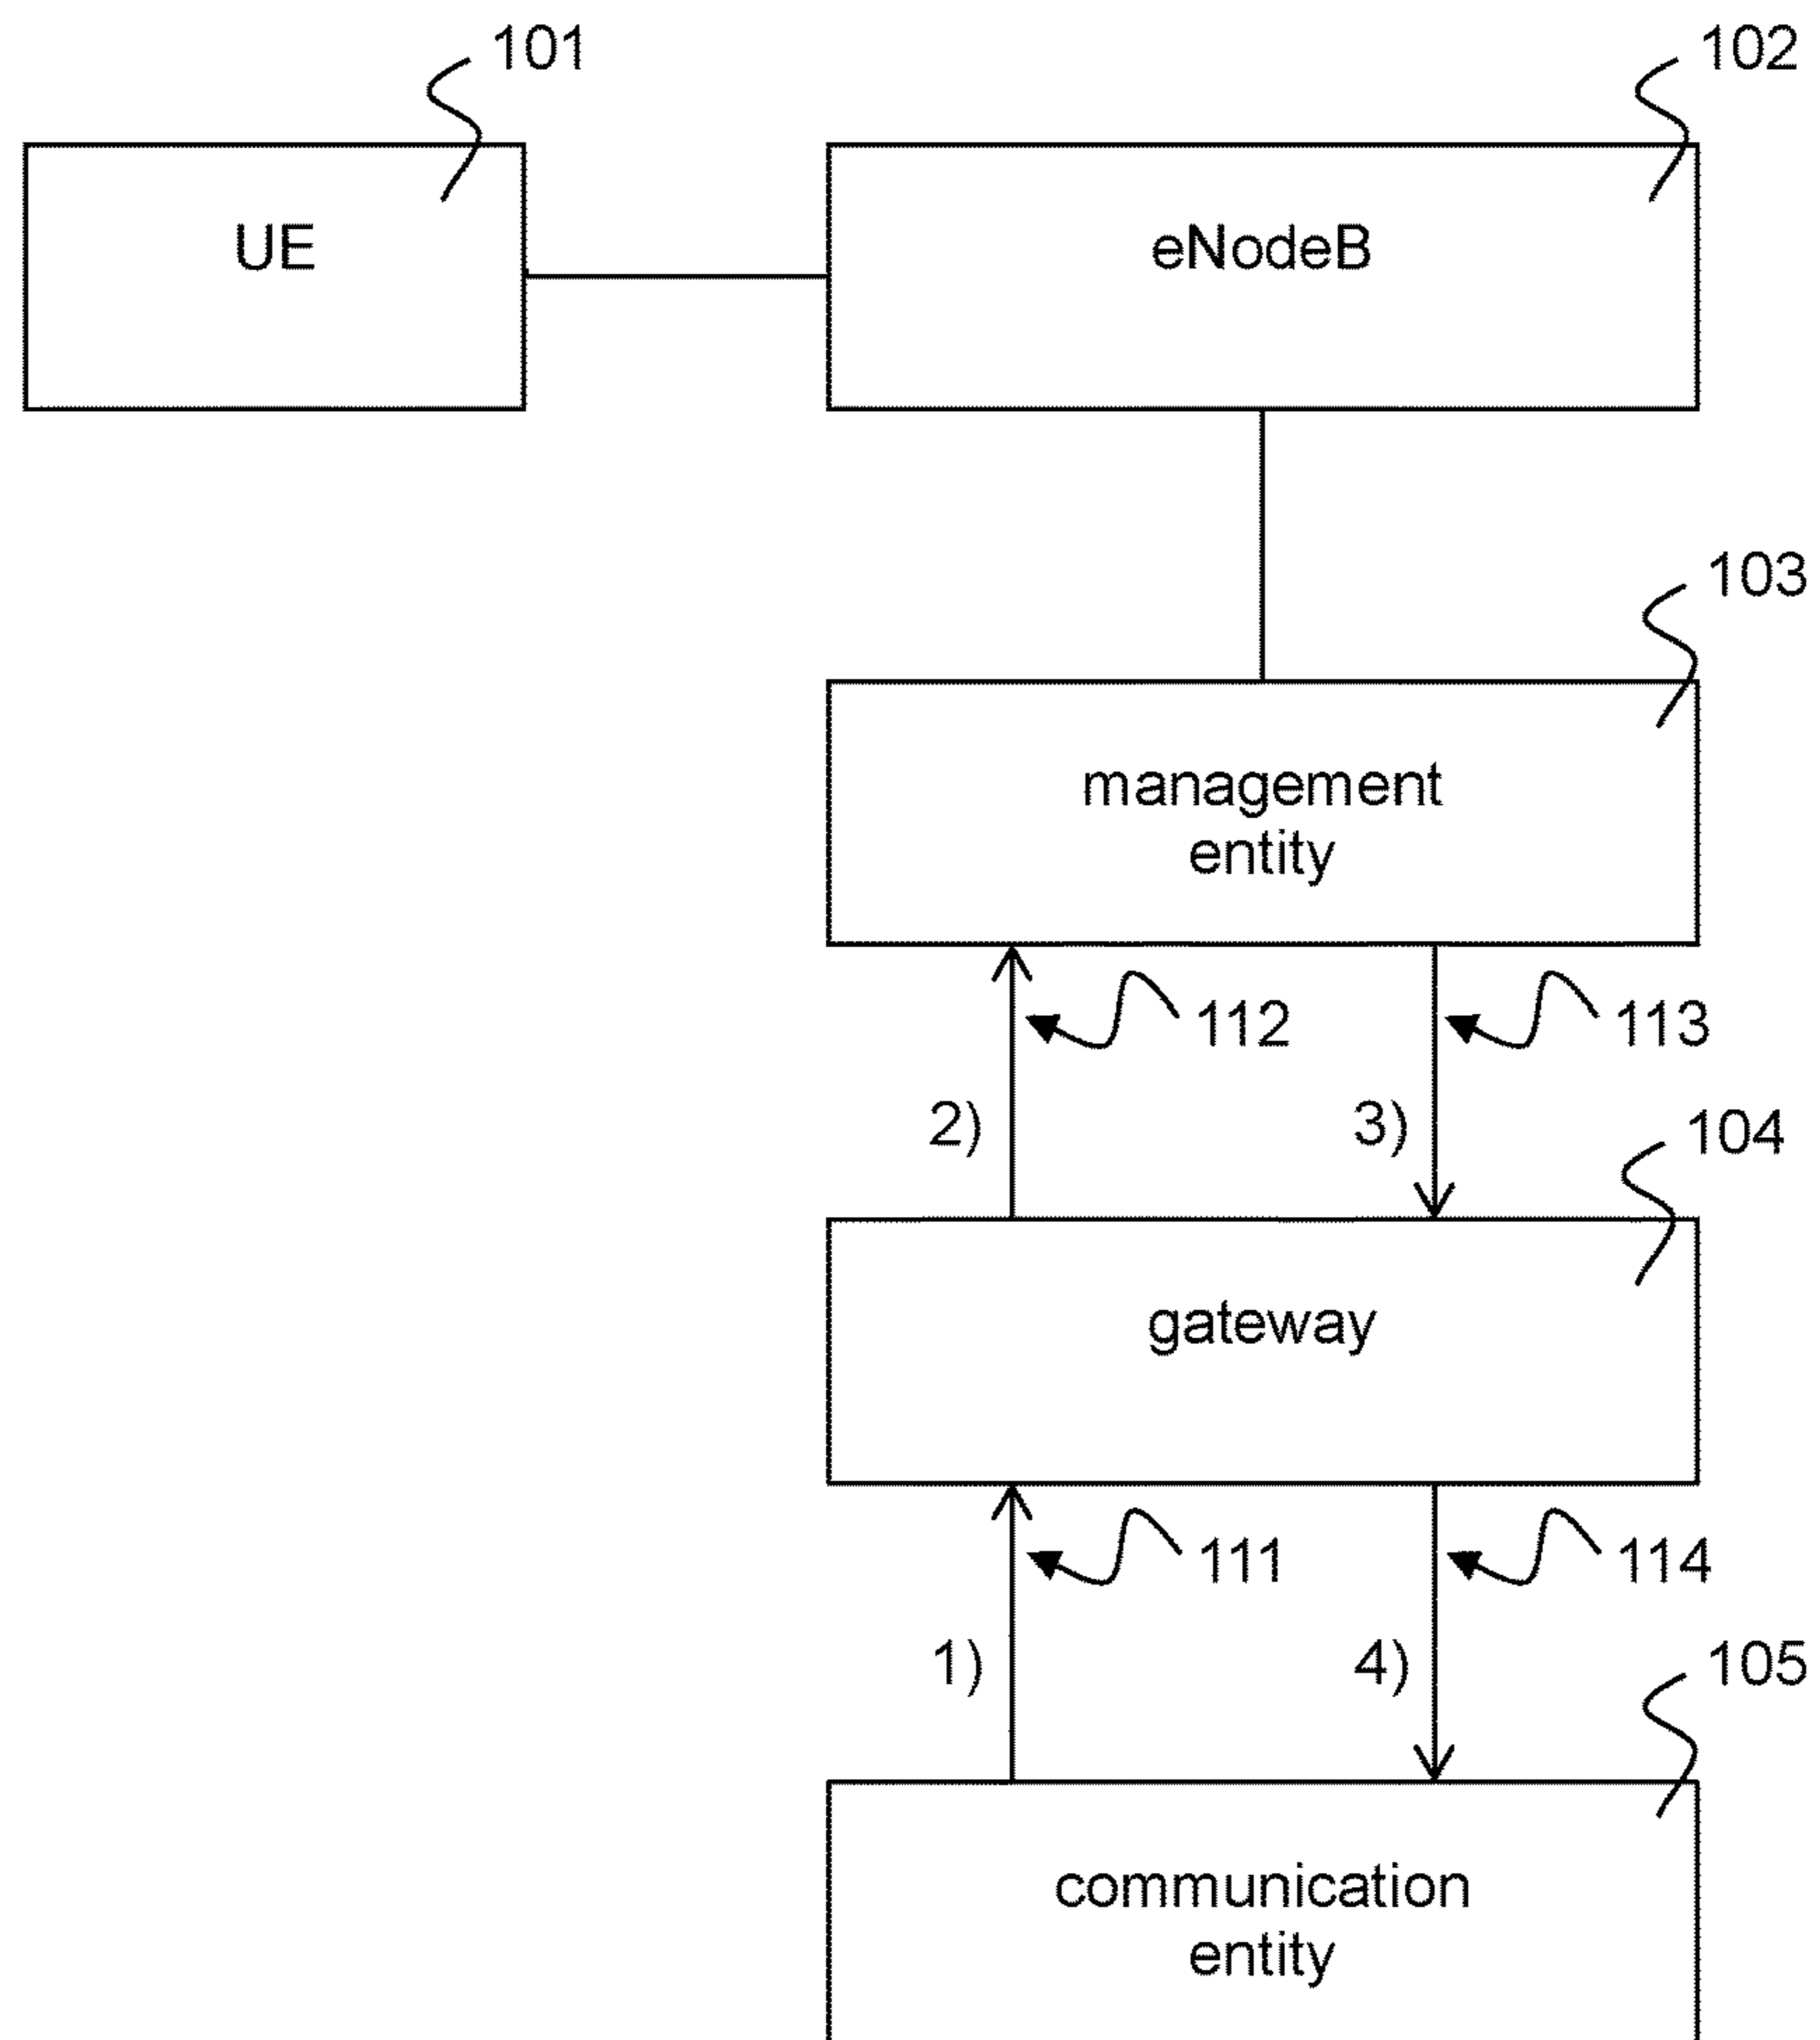 101
102
UE
eNodeB
103
management
entity
112
113
2)
3)
104
gateway
111
114
1)
4)
105
communication
entity